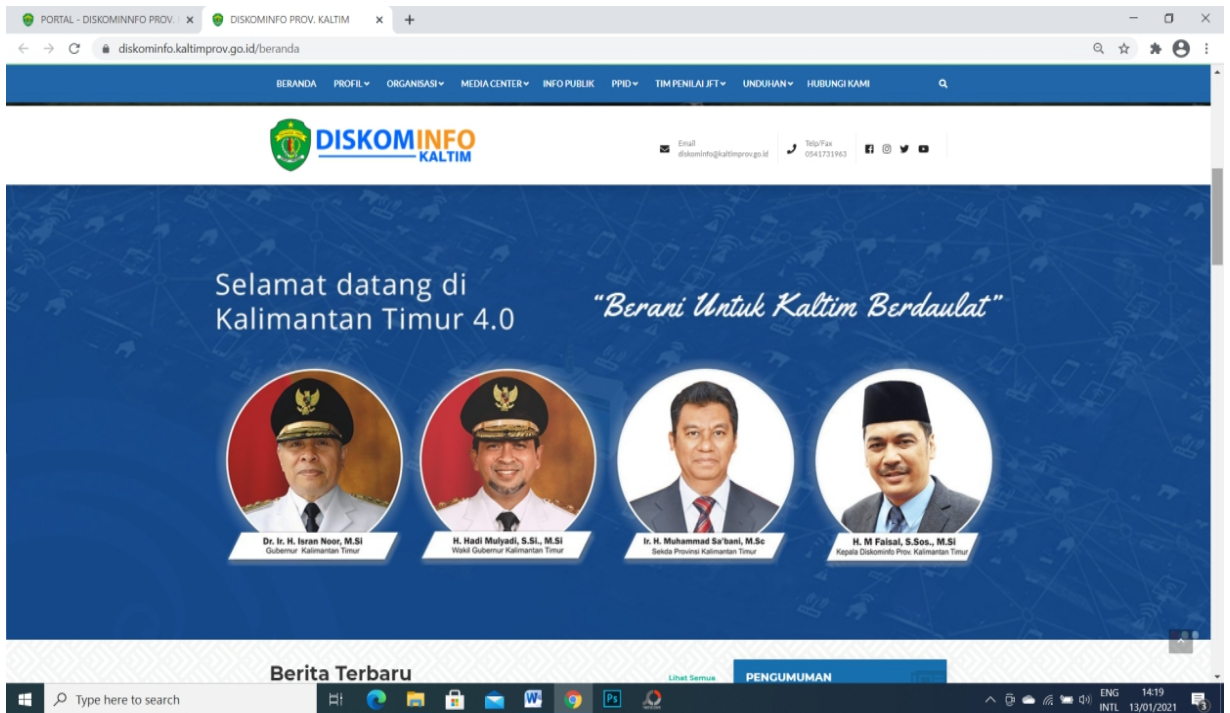 PORTAL - DISKOMINNFO PROV.
DISKOMINFO PROV. KALTIM
diskominfo.kaltimprov.go.id/beranda
BERANDA PROFIL ORGANISASI MEDIA CENTER INFO PUBLIK PPID TIM PENILAI JFT UNDUHAN HUBUNGI KAMI
DISKOMINFO
KALTIM
Email
diskominfo@kaltimprov.go.id
Telp/Fax
0541731963
Selamat datang di
Kalimantan Timur 4.0
“Berani Untuk Kaltim Berdaulat”
Dr. Ir. H. Isran Noor, M.Si
Gubernur Kalimantan Timur
H. Hadi Mulyadi, S.Si., M.Si
Wakil Gubernur Kalimantan Timur
Ir. H. Muhammad Sa'bani, M.Sc
Sekda Provinsi Kalimantan Timur
H. M Faisal, S.Sos., M.Si
Kepala Diskominfo Prov. Kalimantan Timur
Berita Terbaru
Lihat Semua
PENGUMUMAN
Type here to search
ENG
INTL
14:19
13/01/2021